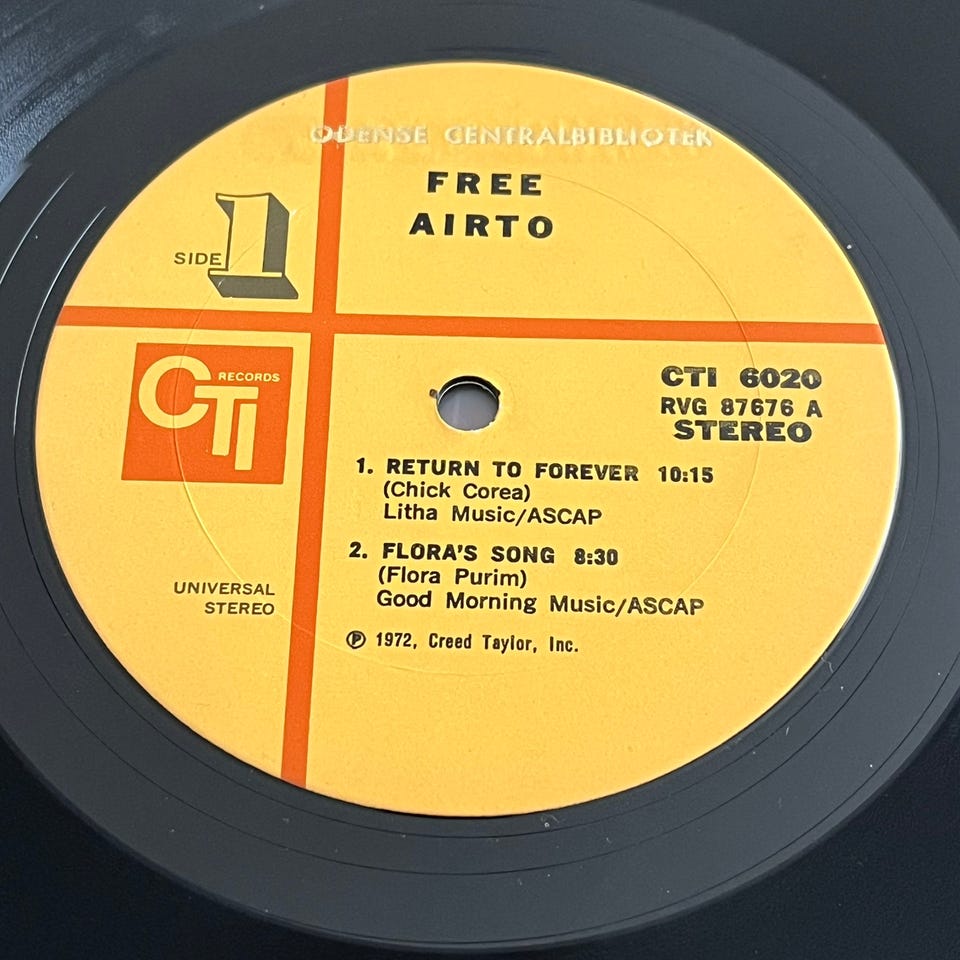 ODENSE CENTRALBIBLIOTEK
FREE
AIRTO
SIDE 1
CTI RECORDS
CTI 6020
RVG 87676 A
STEREO
1. RETURN TO FOREVER 10:15
(Chick Corea)
Litha Music/ASCAP
2. FLORA'S SONG 8:30
(Flora Purim)
Good Morning Music/ASCAP
UNIVERSAL
STEREO
Ⓟ 1972, Creed Taylor, Inc.